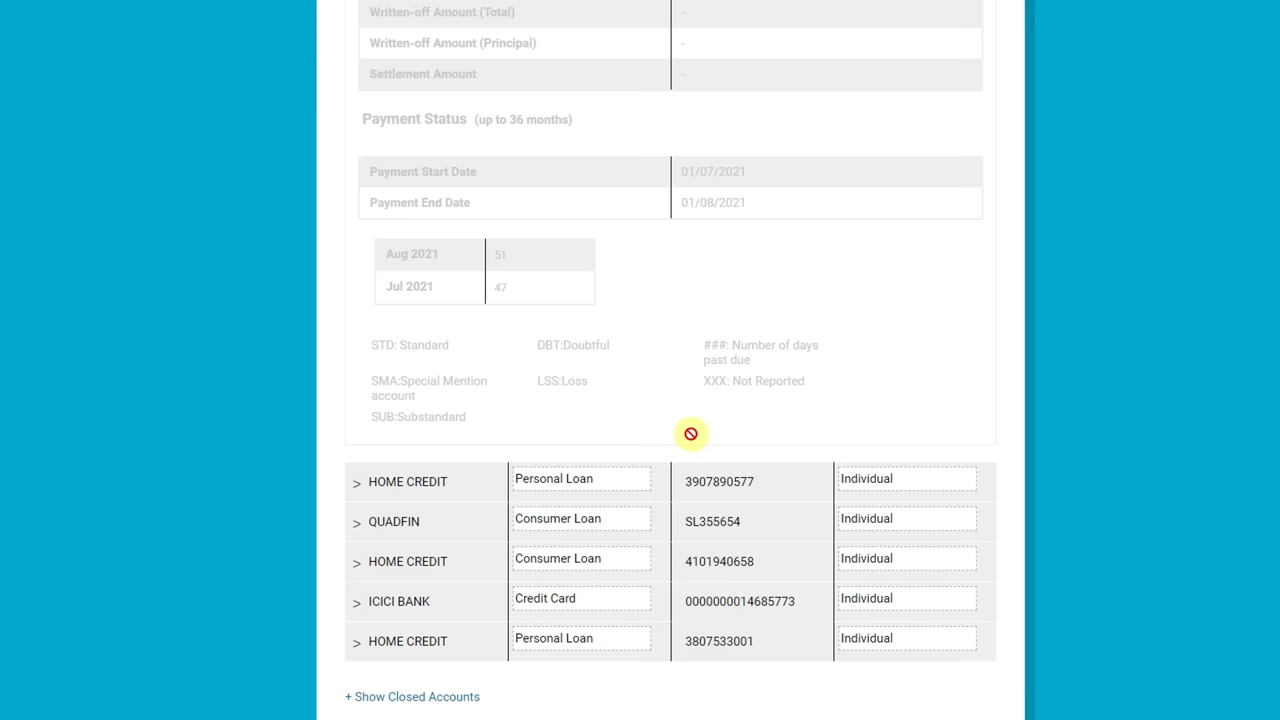 Written-off Amount (Total) -
Written-off Amount (Principal) -
Settlement Amount -
Payment Status (up to 36 months)
Payment Start Date 01/07/2021
Payment End Date 01/08/2021
Aug 2021 51
Jul 2021 47
STD: Standard DBT:Doubtful ###: Number of days
past due
SMA:Special Mention LSS:Loss XXX: Not Reported
account
SUB:Substandard
> HOME CREDIT Personal Loan 3907890577 Individual
> QUADFIN Consumer Loan SL355654 Individual
> HOME CREDIT Consumer Loan 4101940658 Individual
> ICICI BANK Credit Card 0000000014685773 Individual
> HOME CREDIT Personal Loan 3807533001 Individual
+ Show Closed Accounts